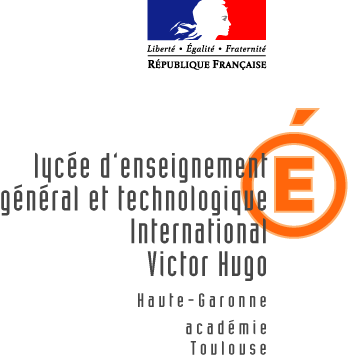 Liberté • Égalité • Fraternité
RÉPUBLIQUE FRANÇAISE
lycée d'enseignement
général et technologique
International
Victor Hugo
É
Haute-Garonne
académie
Toulouse